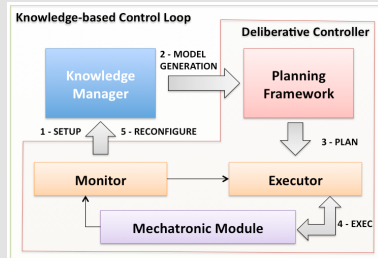 Knowledge-based Control Loop
Deliberative Controller
2 - MODEL
GENERATION
Knowledge
Manager
Planning
Framework
1 - SETUP
5 - RECONFIGURE
3 - PLAN
Monitor
Executor
4 - EXEC
Mechatronic Module